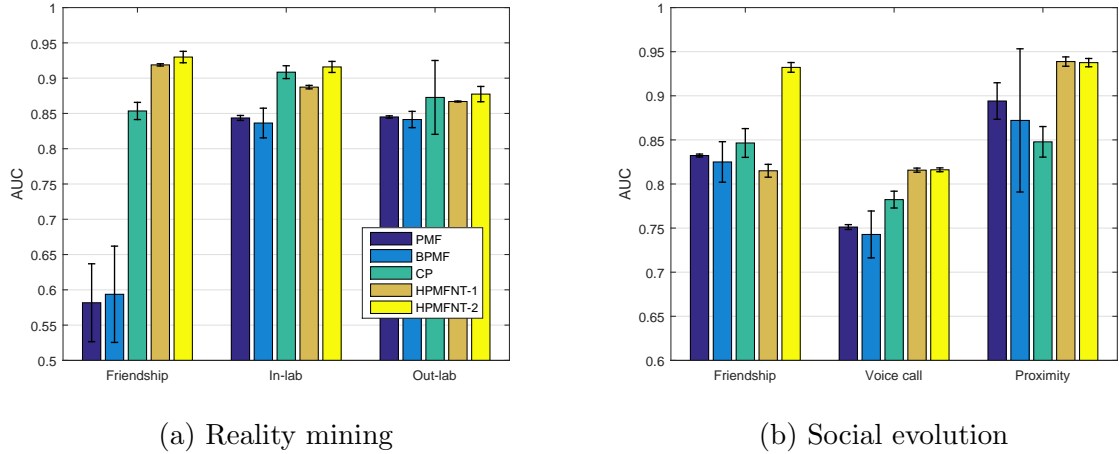 1
0.95
0.9
0.85
0.8
0.75
0.7
0.65
0.6
0.55
0.5
AUC
PMF
BPMF
CP
HPMFNT-1
HPMFNT-2
Friendship In-lab Out-lab
(a) Reality mining
1
0.95
0.9
0.85
0.8
0.75
0.7
0.65
0.6
AUC
Friendship Voice call Proximity
(b) Social evolution